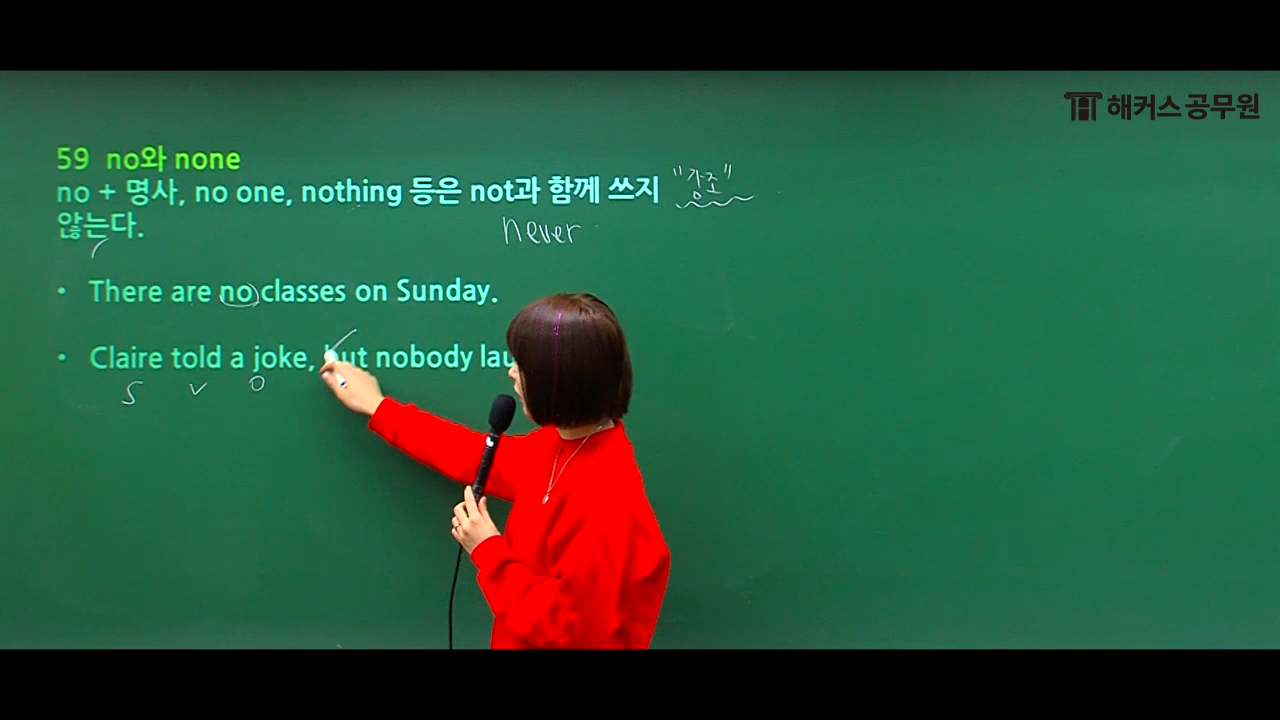 해커스 공무원
59 no와 none
no + 명사, no one, nothing 등은 not과 함께 쓰지 "강조"
않는다.
never
• There are no classes on Sunday.
• Claire told a joke, but nobody lau
S V O